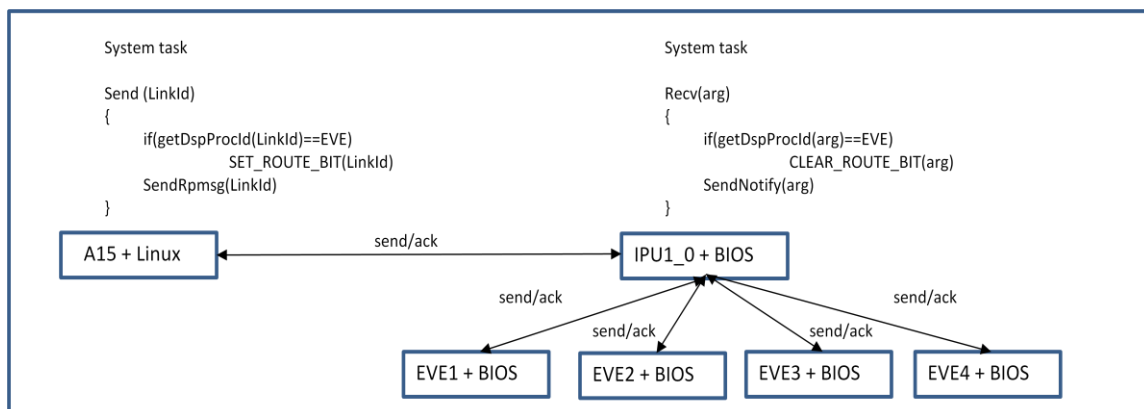 System task
Send (LinkId)
{
if(getDspProcId(LinkId)==EVE)
SET_ROUTE_BIT(LinkId)
SendRpmsg(LinkId)
}
System task
Recv(arg)
{
if(getDspProcId(arg)==EVE)
CLEAR_ROUTE_BIT(arg)
SendNotify(arg)
}
A15 + Linux
send/ack
IPU1_0 + BIOS
send/ack
send/ack
send/ack
send/ack
EVE1 + BIOS
EVE2 + BIOS
EVE3 + BIOS
EVE4 + BIOS